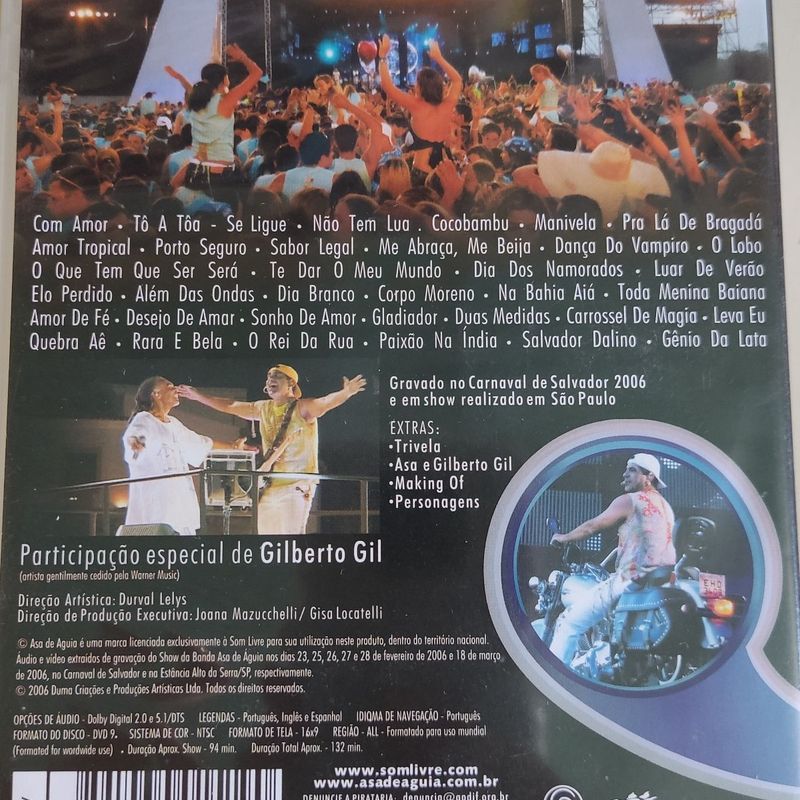 Com Amor • Tô A Tôa - Se Ligue • Não Tem Lua . Cocobambu • Manivela • Pra Lá De Bragadá
Amor Tropical • Porto Seguro • Sabor Legal • Me Abraça, Me Beija • Dança Do Vampiro • O Lobo
O Que Tem Que Ser Será • Te Dar O Meu Mundo • Dia Dos Namorados • Luar De Verão
Elo Perdido • Além Das Ondas • Dia Branco • Corpo Moreno • Na Bahia Aiá • Toda Menina Baiana
Amor De Fé • Desejo De Amar • Sonho De Amor • Gladiador • Duas Medidas • Carrossel De Magia • Leva Eu
Quebra Aê • Rara E Bela • O Rei Da Rua • Paixão Na Índia • Salvador Dalino • Gênio Da Lata
Gravado no Carnaval de Salvador 2006
e em show realizado em São Paulo
EXTRAS:
•Trivela
•Asa e Gilberto Gil
•Making Of
•Personagens
Participação especial de Gilberto Gil
(artista gentilmente cedido pela Warner Music)
Direção Artística: Durval Lelys
Direção de Produção Executiva: Joana Mazucchelli/ Gisa Locatelli
© Asa de Aguia é uma marca licenciada exclusivamente à Som Livre para sua utilização neste produto, dentro do território nacional.
Áudio e vídeo extraídos de gravação do Show da Banda Asa de Águia nos dias 23, 25, 26, 27 e 28 de fevereiro de 2006 e 18 de março
de 2006, no Carnaval de Salvador e na Estância Alto da Serra/SP, respectivamente.
© 2006 Duma Criações e Produções Artísticas Ltda. Todos os direitos reservados.
OPÇÕES DE ÁUDIO - Dolby Digital 2.0 e 5.1/DTS LEGENDAS - Português, Inglês e Espanhol IDIOMA DE NAVEGAÇÃO - Português
FORMATO DO DISCO - DVD 9. SISTEMA DE COR - NTSC FORMATO DE TELA - 16x9 REGIÃO - ALL - Formatado para uso mundial
(Formated for wordwide use) • Duração Aprox. Show - 94 min. Duração Total Aprox. - 132 min.
www.somlivre.com
www.asadeaguia.com.br
DENUNCIE A PIRATARIA: denuncia@apdif.org.br